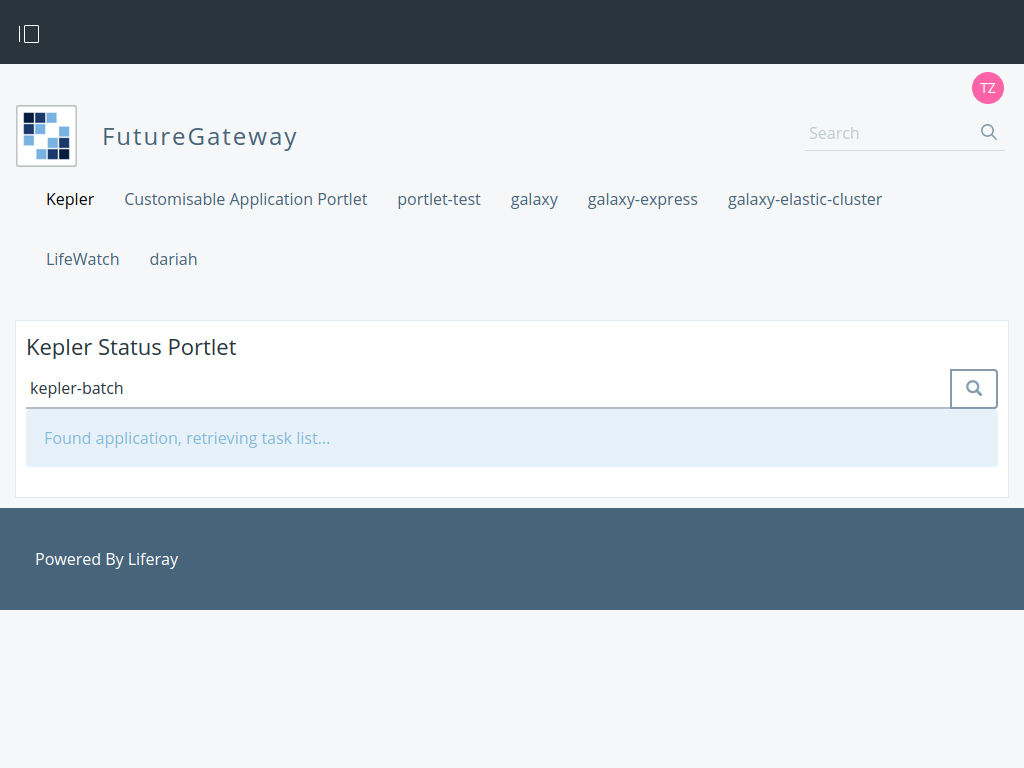 TZ
FutureGateway
Search
Kepler Customisable Application Portlet portlet-test galaxy galaxy-express galaxy-elastic-cluster
LifeWatch dariah
Kepler Status Portlet
kepler-batch
Found application, retrieving task list...
Powered By Liferay